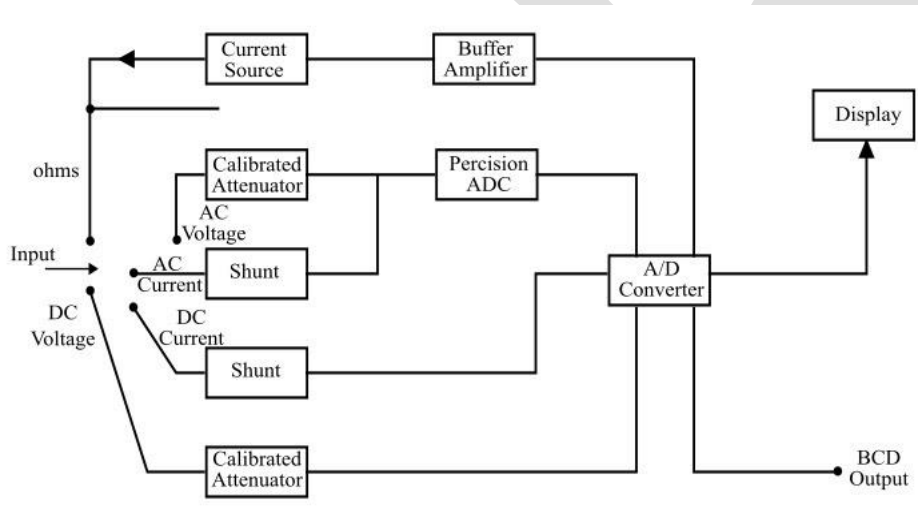 Current
Source
Buffer
Amplifier
Display
ohms
Calibrated
Attenuator
Percision
ADC
AC
Voltage
Input
AC
Current
Shunt
A/D
Converter
DC
Voltage
DC
Current
Shunt
Calibrated
Attenuator
BCD
Output